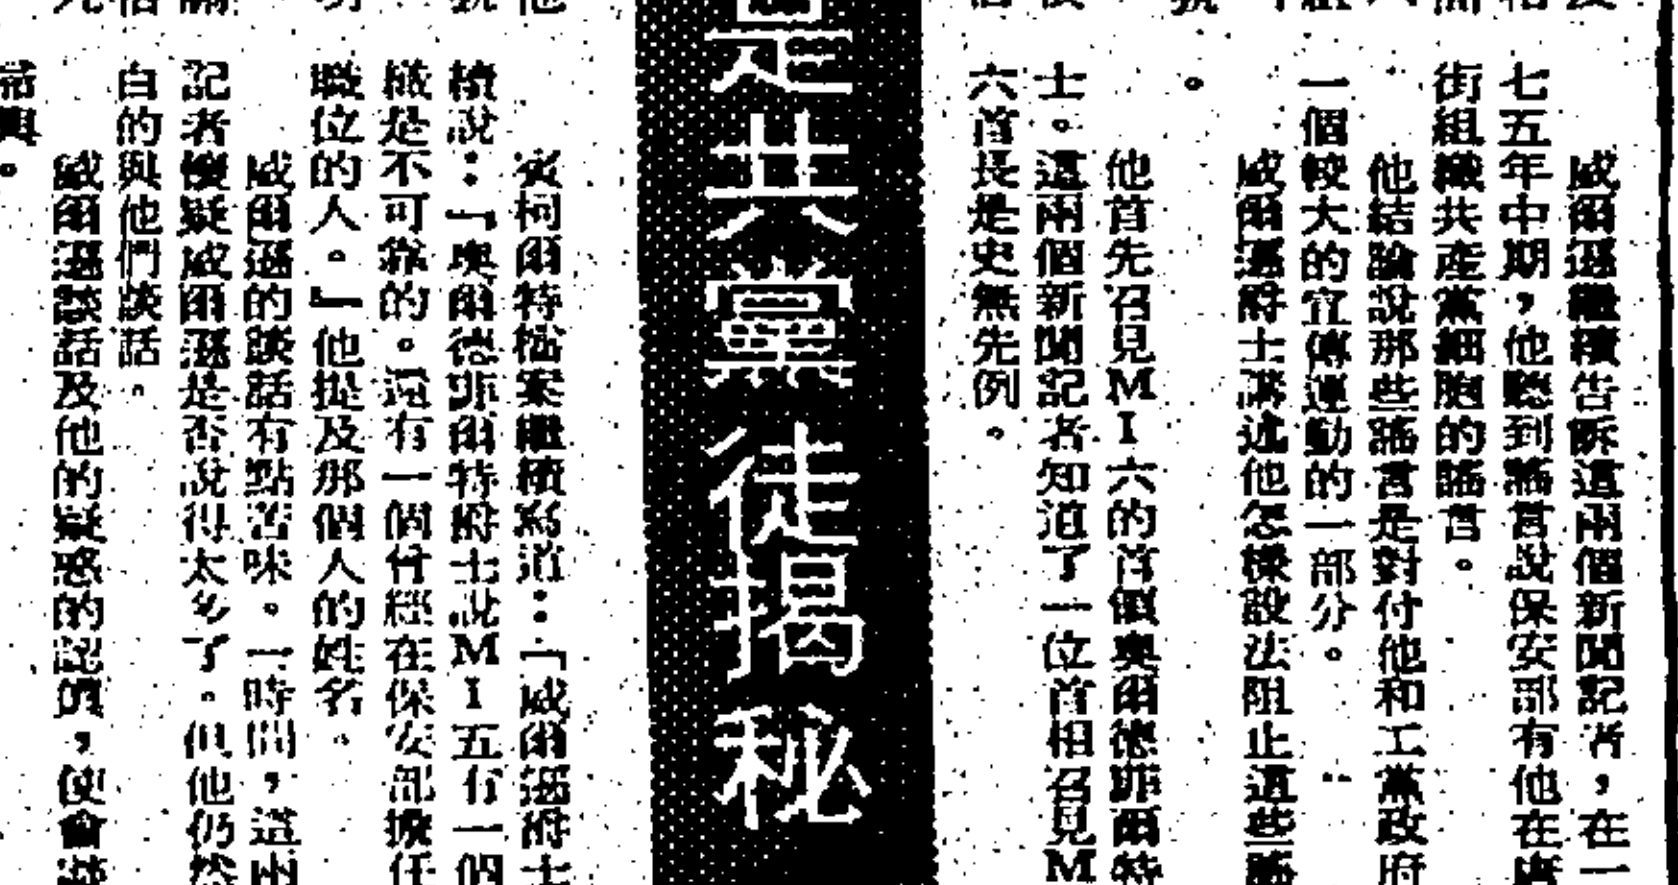 威爾遜繼續告訴這兩個新聞記者，在一
七五年中期，他聽到謠言說保安部有他在唐
街組織共產黨細胞的謠言。
他結論說那些謠言是對付他和工黨政府
一個較大的宣傳運動的一部分。
威爾遜爵士講述他怎樣設法阻止這些謠
他首先召見MI六的首領奧爾德菲爾特
士。這兩個新聞記者知道了一位首相召見M
六首長是史無先例。
是共黨徒揭秘
賓柯爾特檔案繼續寫道：「威爾遜爵士
續說：『奧爾德菲爾特爵士說MI五有一個
機是不可靠的。還有一個曾經在保安部擔任
職位的人。』他提及那個人的姓名。
威爾遜的談話有點苦味。一時間，這兩
記者懷疑威爾遜是否說得太多了。但他仍然
白的與他們談話。
威爾遜談話及他的疑惑的認真，使會談
常興。